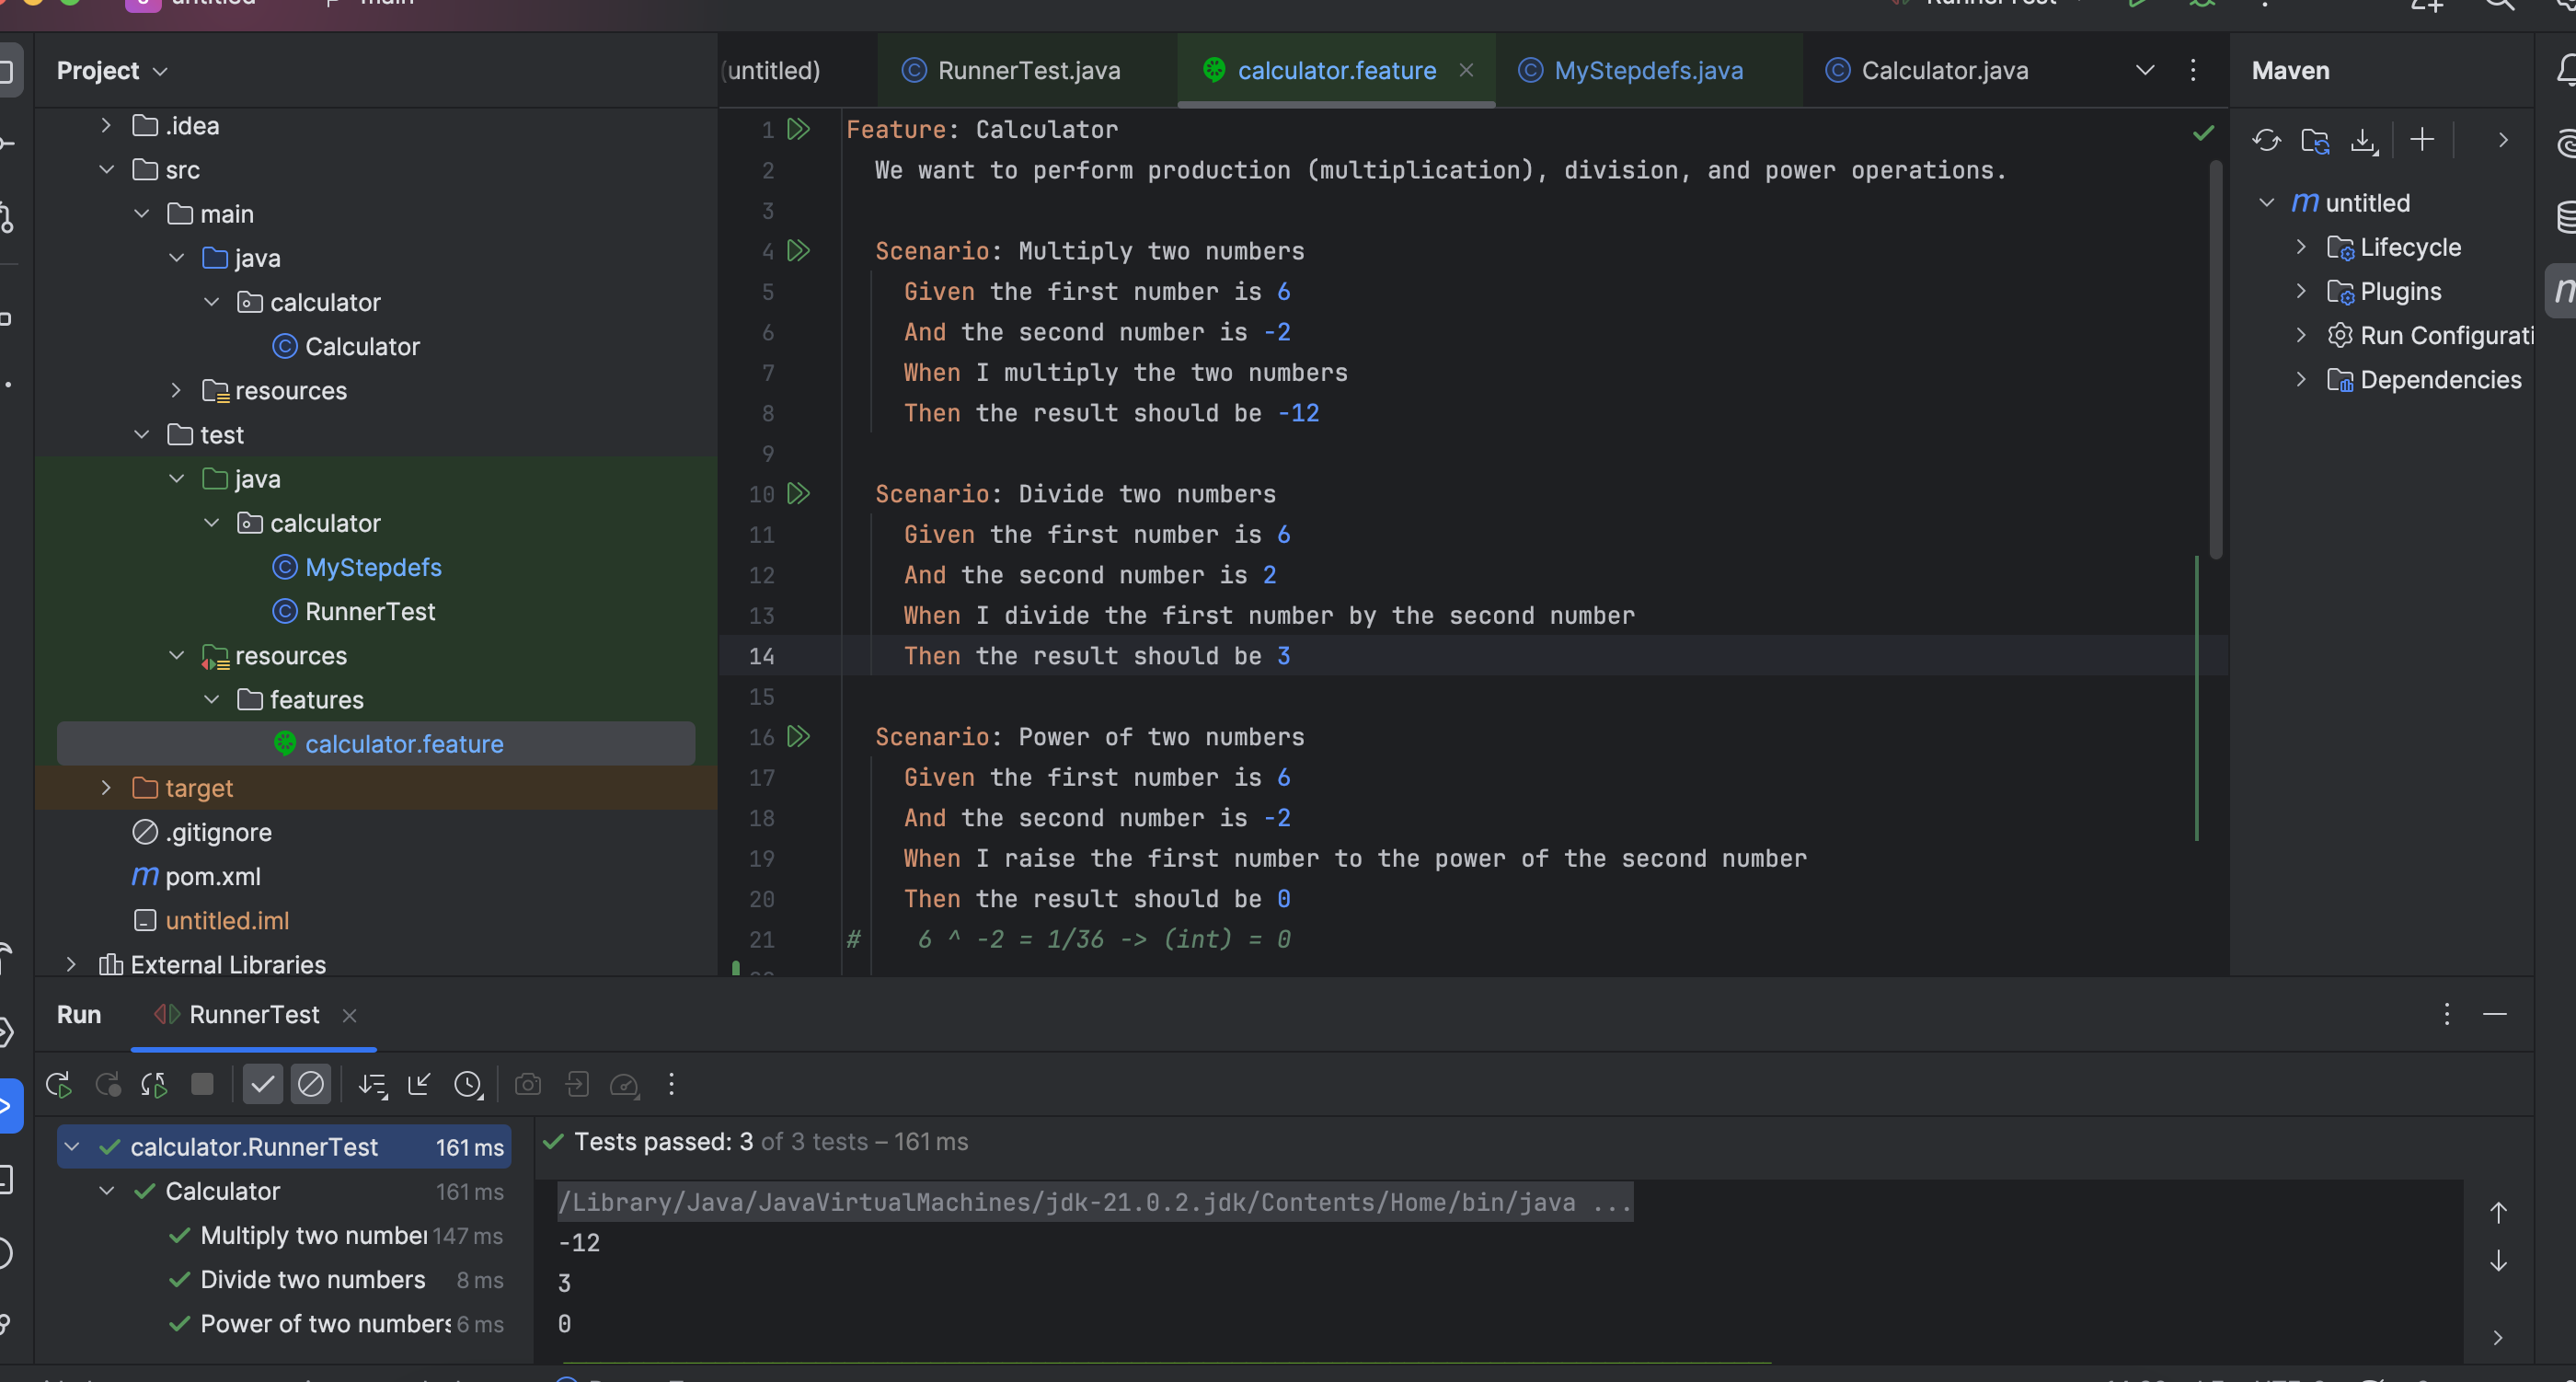 untitled
main
RunnerTest
Project
(untitled)
RunnerTest.java
calculator.feature
MyStepdefs.java
Calculator.java
Maven
.idea
src
main
java
calculator
Calculator
resources
test
java
calculator
MyStepdefs
RunnerTest
resources
features
calculator.feature
target
.gitignore
pom.xml
untitled.iml
External Libraries
1 Feature: Calculator
2 We want to perform production (multiplication), division, and power operations.
3
4 Scenario: Multiply two numbers
5 Given the first number is 6
6 And the second number is -2
7 When I multiply the two numbers
8 Then the result should be -12
9
10 Scenario: Divide two numbers
11 Given the first number is 6
12 And the second number is 2
13 When I divide the first number by the second number
14 Then the result should be 3
15
16 Scenario: Power of two numbers
17 Given the first number is 6
18 And the second number is -2
19 When I raise the first number to the power of the second number
20 Then the result should be 0
21 # 6 ^ -2 = 1/36 -> (int) = 0
untitled
Lifecycle
Plugins
Run Configurati
Dependencies
Run
RunnerTest
calculator.RunnerTest 161 ms
Calculator 161 ms
Multiply two number 147 ms
Divide two numbers 8 ms
Power of two numbers 6 ms
Tests passed: 3 of 3 tests – 161 ms
/Library/Java/JavaVirtualMachines/jdk-21.0.2.jdk/Contents/Home/bin/java ...
-12
3
0